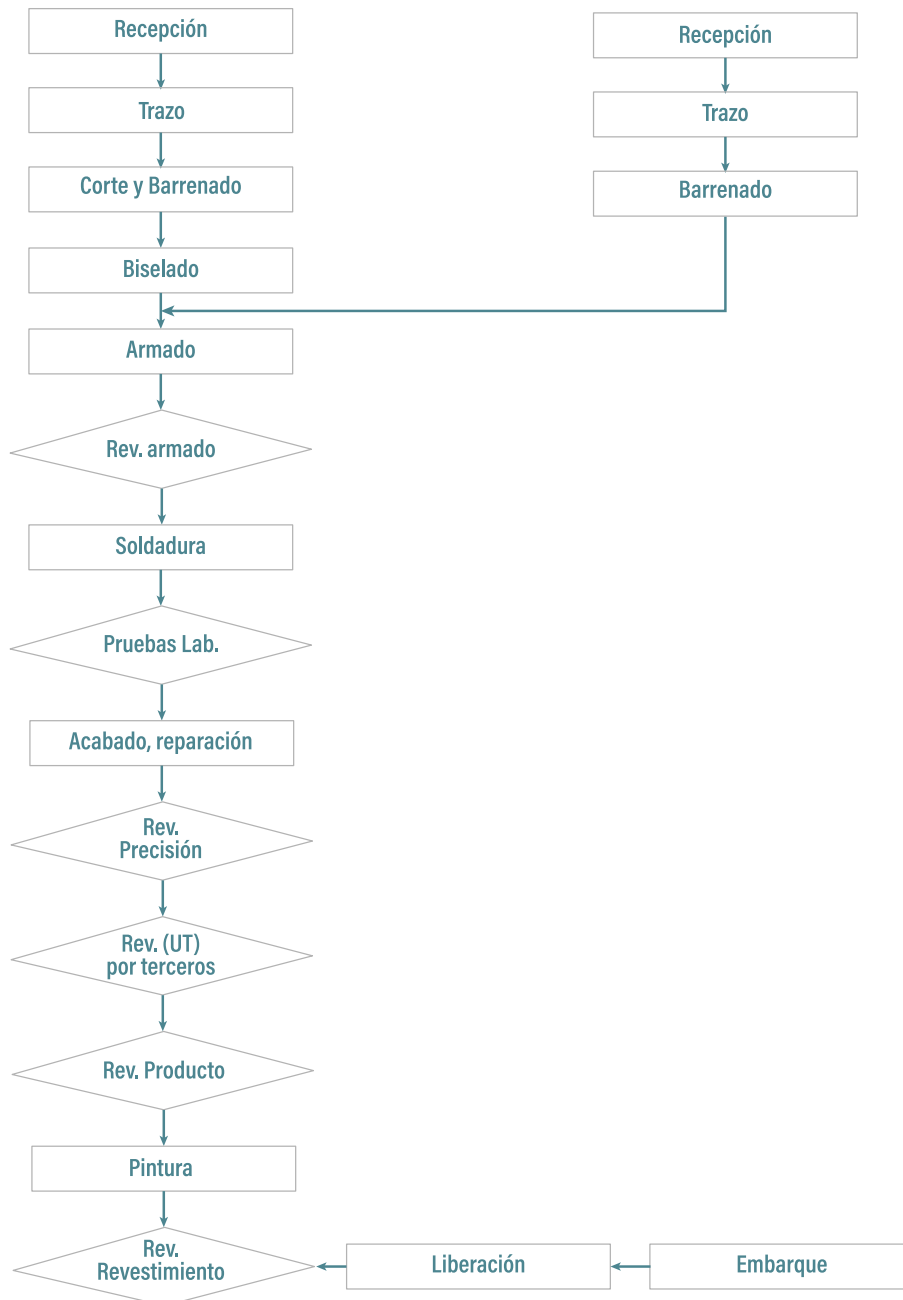 Recepción
Trazo
Corte y Barrenado
Biselado
Recepción
Trazo
Barrenado
Armado
Rev. armado
Soldadura
Pruebas Lab.
Acabado, reparación
Rev.
Precisión
Rev. (UT)
por terceros
Rev. Producto
Pintura
Rev.
Revestimiento
Liberación
Embarque